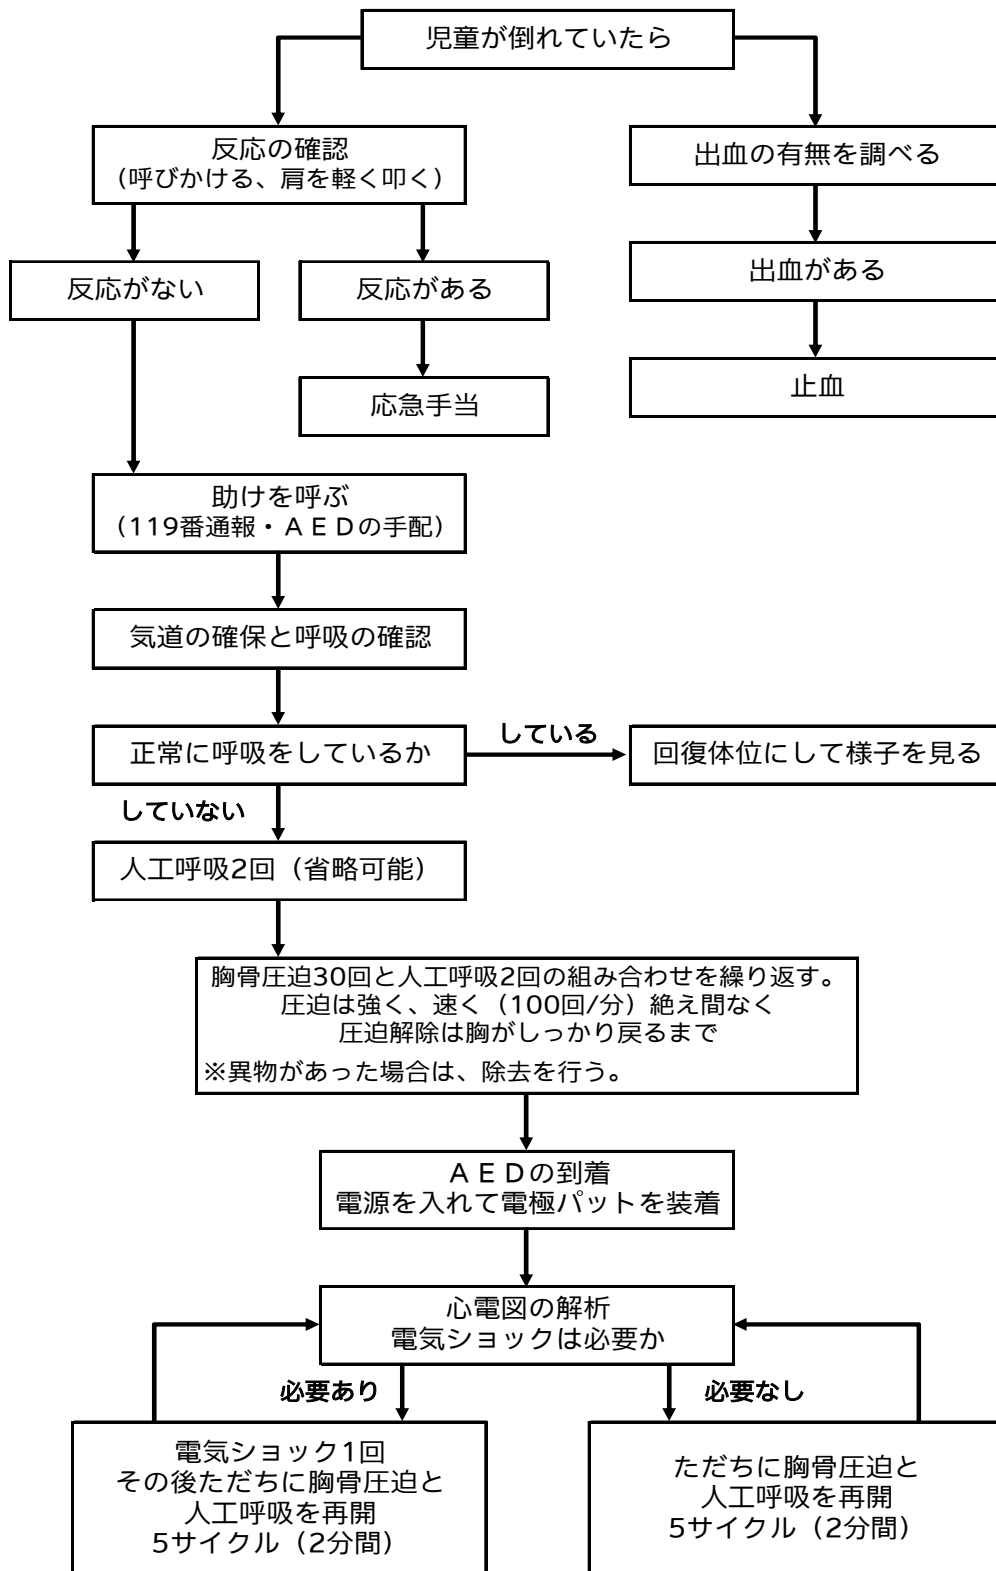 児童が倒れていたら
反応の確認
（呼びかける、肩を軽く叩く）
出血の有無を調べる
反応がない
反応がある
出血がある
応急手当
止血
助けを呼ぶ
（119番通報・ＡＥＤの手配）
気道の確保と呼吸の確認
正常に呼吸をしているか
している
回復体位にして様子を見る
していない
人工呼吸2回（省略可能）
胸骨圧迫30回と人工呼吸2回の組み合わせを繰り返す。
圧迫は強く、速く（100回/分）絶え間なく
圧迫解除は胸がしっかり戻るまで
※異物があった場合は、除去を行う。
ＡＥＤの到着
電源を入れて電極パットを装着
心電図の解析
電気ショックは必要か
必要あり
必要なし
電気ショック1回
その後ただちに胸骨圧迫と
人工呼吸を再開
5サイクル（2分間）
ただちに胸骨圧迫と
人工呼吸を再開
5サイクル（2分間）